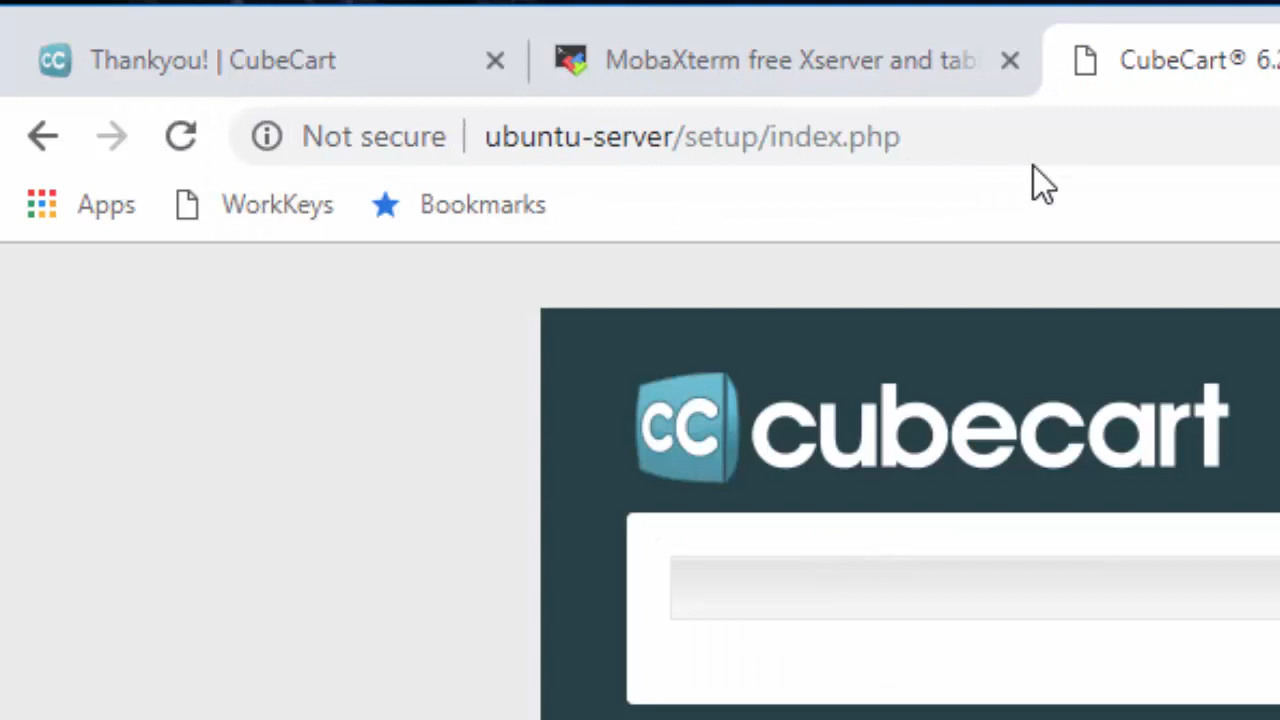 Thankyou! | CubeCart
MobaXterm free Xserver and tab
CubeCart® 6.2
Not secure
ubuntu-server/setup/index.php
Apps
WorkKeys
Bookmarks
cc cubecart